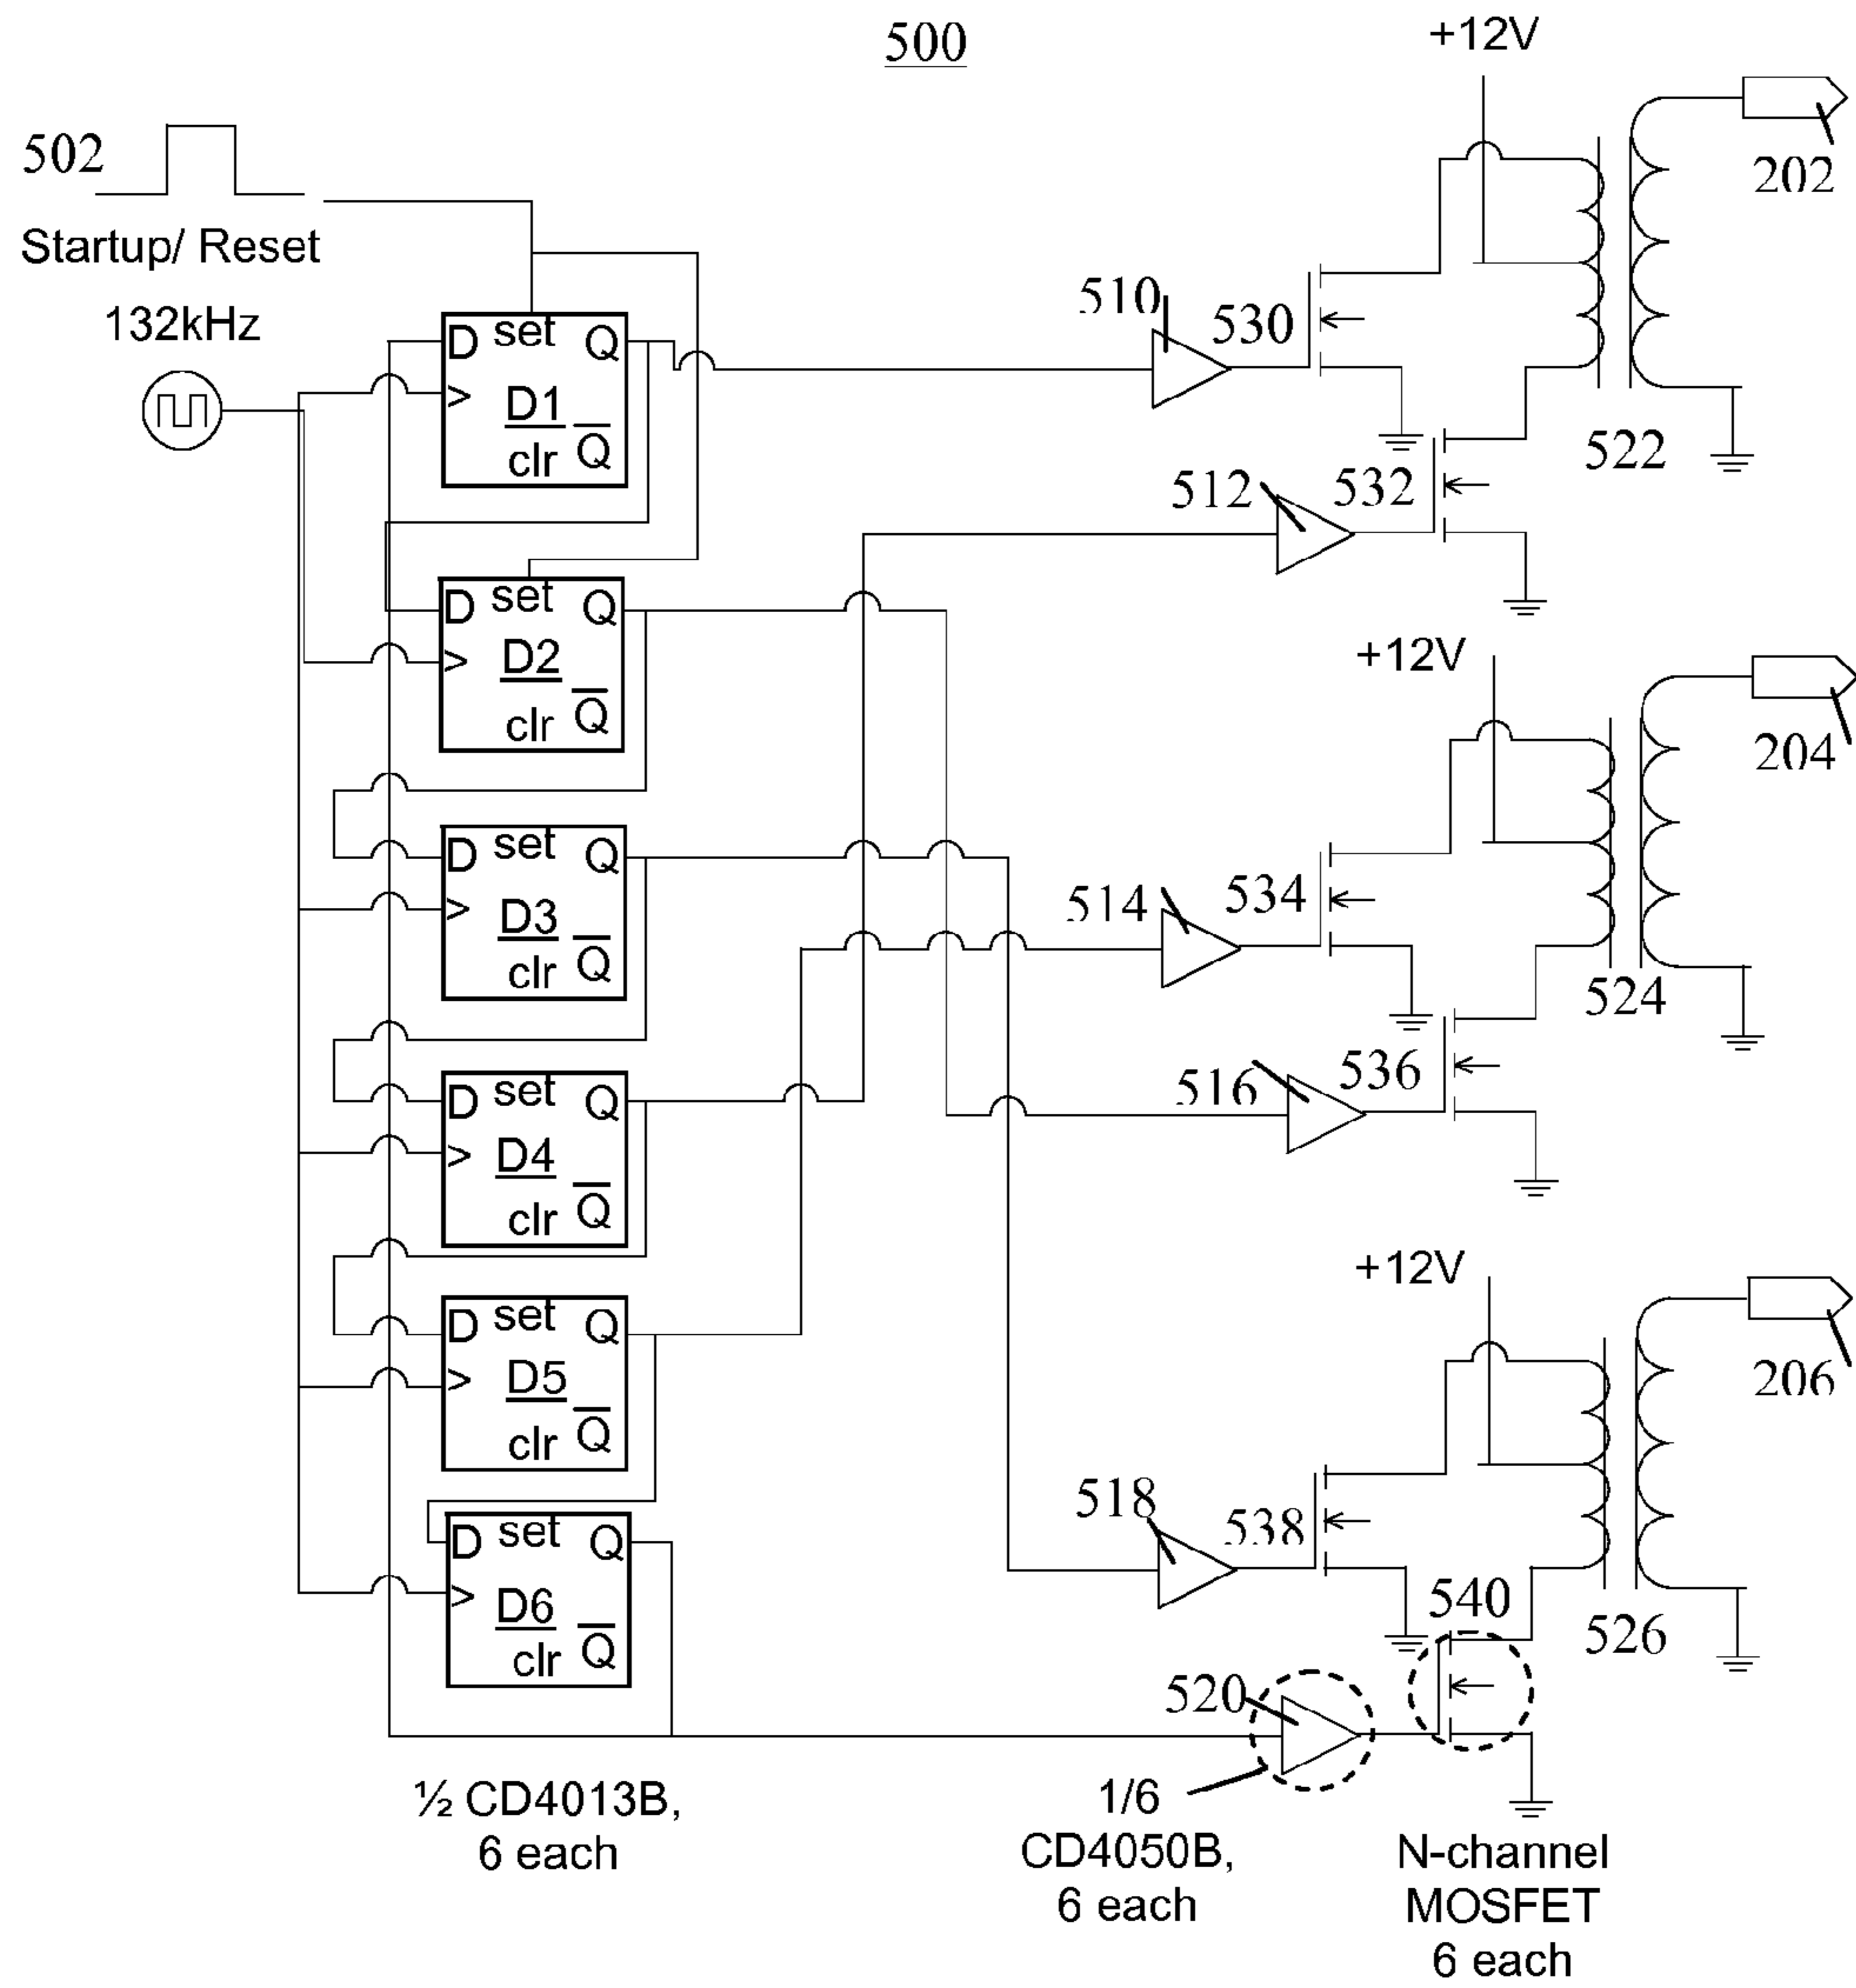 500
+12V
502
202
Startup/ Reset
132kHz
510
530
D set Q
D1
clr Q̅
522
512
532
D set Q
D2
clr Q̅
+12V
204
D set Q
D3
clr Q̅
514
534
524
D set Q
D4
clr Q̅
516
536
+12V
D set Q
D5
clr Q̅
206
518
538
D set Q
D6
clr Q̅
540
526
520
½ CD4013B,
6 each
1/6
CD4050B,
6 each
N-channel
MOSFET
6 each